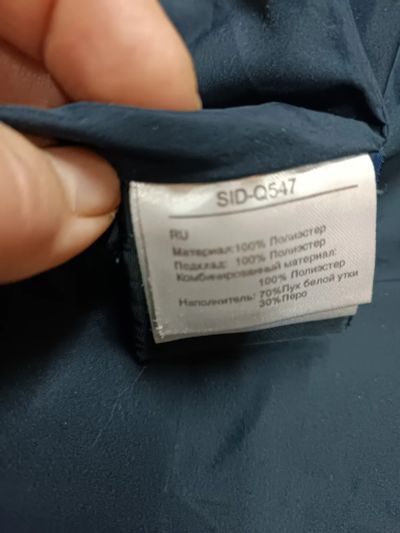 SID-Q547
RU
Материал:100% Полиэстер
Подклад: 100% Полиэстер
Комбинированный материал:
100% Полиэстер
Наполнитель: 70%Пух белой утки
30%Перо